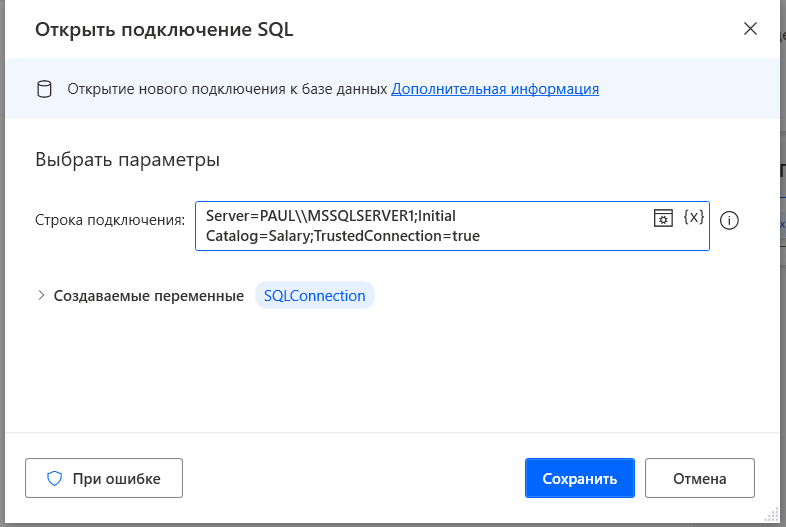 Открыть подключение SQL
Открытие нового подключения к базе данных Дополнительная информация
Выбрать параметры
Строка подключения:
Server=PAUL\\MSSQLSERVER1;Initial
Catalog=Salary;TrustedConnection=true
{x}
Создаваемые переменные SQLConnection
При ошибке
Сохранить
Отмена